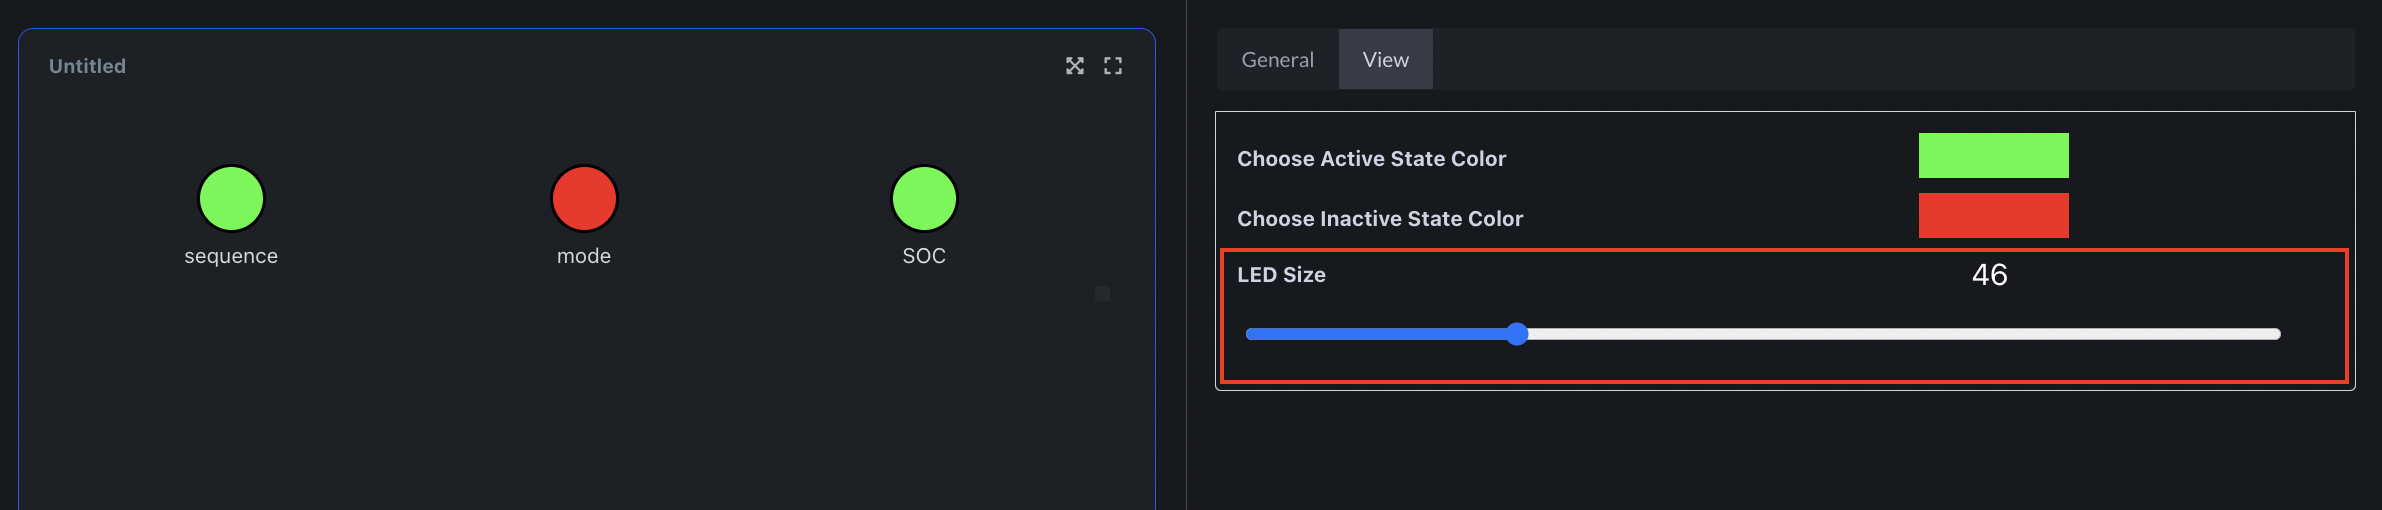 Untitled
sequence
mode
SOC
General
View
Choose Active State Color
Choose Inactive State Color
LED Size
46